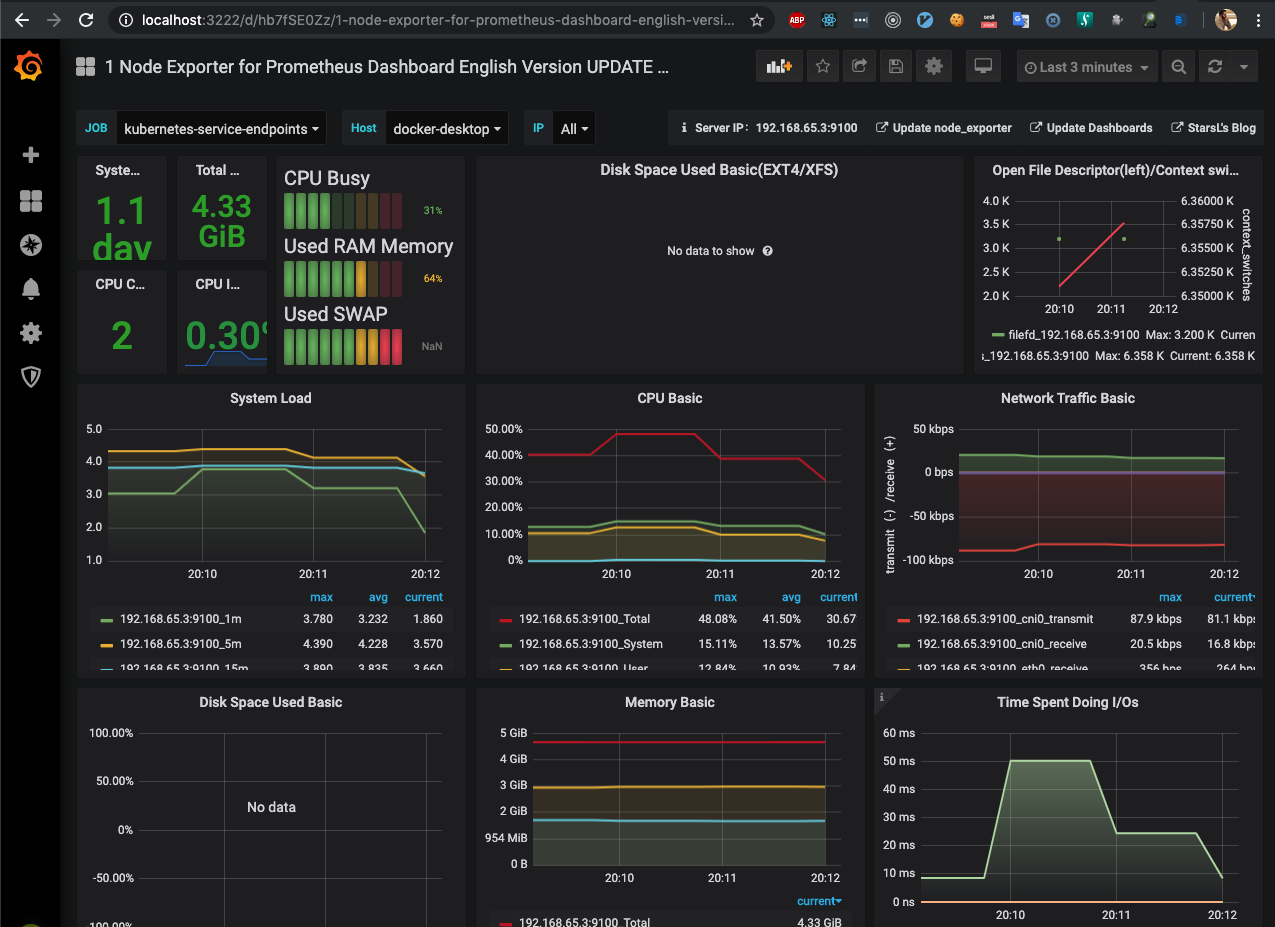 localhost:3222/d/hb7fSE0Zz/1-node-exporter-for-prometheus-dashboard-english-versi...
ABP
1 Node Exporter for Prometheus Dashboard English Version UPDATE ...
Last 3 minutes
JOB kubernetes-service-endpoints
Host docker-desktop
IP All
Server IP: 192.168.65.3:9100
Update node_exporter
Update Dashboards
StarsL's Blog
Syste...
1.1
day
Total ...
4.33
GiB
CPU C...
2
CPU I...
0.30%
CPU Busy
31%
Used RAM Memory
64%
Used SWAP
NaN
Disk Space Used Basic(EXT4/XFS)
No data to show
Open File Descriptor(left)/Context swi...
4.0 K
3.5 K
3.0 K
2.5 K
2.0 K
6.36000 K
6.35750 K
6.35500 K
6.35250 K
6.35000 K
context_switches
20:10 20:11 20:12
filefd_192.168.65.3:9100 Max: 3.200 K Curren
s_192.168.65.3:9100 Max: 6.358 K Current: 6.358 K
System Load
5.0
4.0
3.0
2.0
1.0
20:10 20:11 20:12
max avg current
192.168.65.3:9100_1m 3.780 3.232 1.860
192.168.65.3:9100_5m 4.390 4.228 3.570
192.168.65.3:9100_15m 3.890 3.835 3.660
CPU Basic
50.00%
40.00%
30.00%
20.00%
10.00%
0%
20:10 20:11 20:12
max avg current
192.168.65.3:9100_Total 48.08% 41.50% 30.67
192.168.65.3:9100_System 15.11% 13.57% 10.25
192.168.65.3:9100_User 12.84% 10.93% 7.84
Network Traffic Basic
transmit (-) /receive (+)
50 kbps
0 bps
-50 kbps
-100 kbps
20:10 20:11 20:12
max current
192.168.65.3:9100_cni0_transmit 87.9 kbps 81.1 kbps
192.168.65.3:9100_cni0_receive 20.5 kbps 16.8 kbps
192.168.65.3:9100_eth0_receive 356 bps 264 bps
Disk Space Used Basic
100.00%
50.00%
0%
-50.00%
-100.00%
No data
Memory Basic
5 GiB
4 GiB
3 GiB
2 GiB
954 MiB
0 B
20:10 20:11 20:12
current
192.168.65.3:9100_Total 4.33 GiB
Time Spent Doing I/Os
60 ms
50 ms
40 ms
30 ms
20 ms
10 ms
0 ns
20:10 20:11 20:12